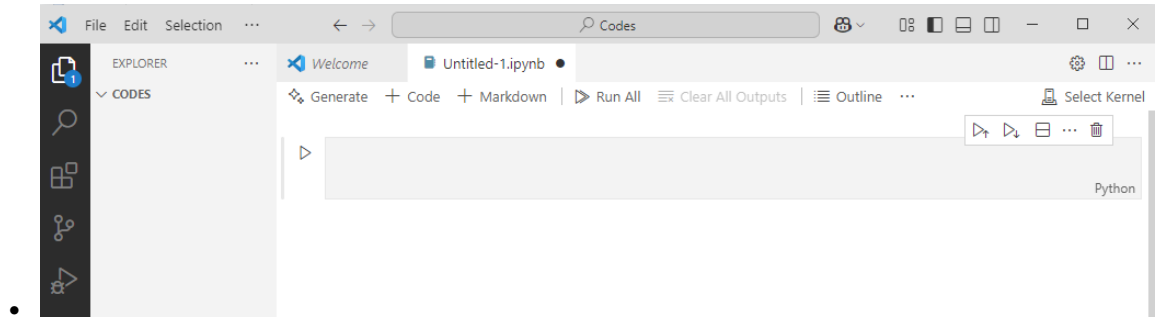 File Edit Selection ··· Codes
EXPLORER ··· Welcome Untitled-1.ipynb ···
CODES Generate + Code + Markdown Run All Clear All Outputs Outline ··· Select Kernel
1
···
Python